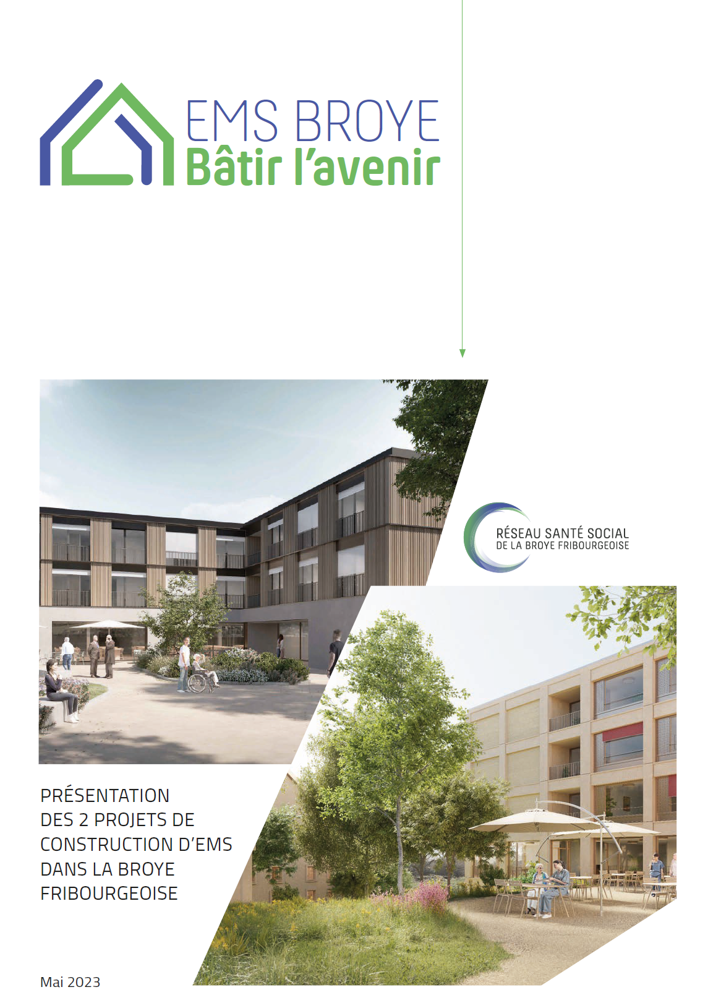 EMS BROYE
Bâtir l’avenir
RÉSEAU SANTÉ SOCIAL
DE LA BROYE FRIBOURGEOISE
PRÉSENTATION
DES 2 PROJETS DE
CONSTRUCTION D’EMS
DANS LA BROYE
FRIBOURGEOISE
Mai 2023